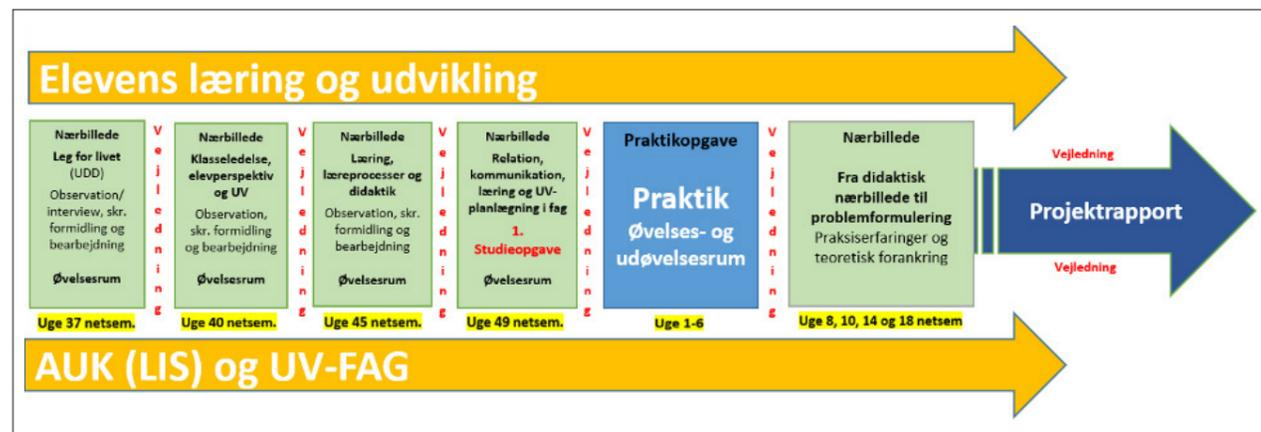 Elevens læring og udvikling
Nærbillede
Leg for livet
(UDD)
Observation/
interview, skr.
formidling og
bearbejdning
Øvelsesrum
Uge 37 netsem.
Vejledning
Nærbillede
Klasseledelse,
elevperspektiv
og UV
Observation,
skr. formidling
og bearbejdning
Øvelsesrum
Uge 40 netsem.
Vejledning
Nærbillede
Læring,
læreprocesser og
didaktik
Observation, skr.
formidling og
bearbejdning
Øvelsesrum
Uge 45 netsem.
Vejledning
Nærbillede
Relation,
kommunikation,
læring og UV-
planlægning i fag
1.
Studieopgave
Øvelsesrum
Uge 49 netsem.
Vejledning
Praktikopgave
Praktik
Øvelses- og
udøvelsesrum
Uge 1-6
Vejledning
Nærbillede
Fra didaktisk
nærbillede til
problemformulering
Praksiserfaringer og
teoretisk forankring
Uge 8, 10, 14 og 18 netsem
Vejledning
Projektrapport
Vejledning
AUK (LIS) og UV-FAG